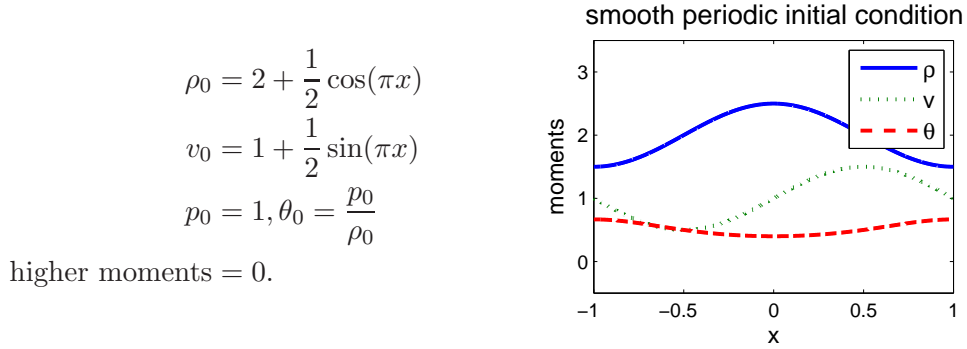 ρ₀ = 2 + 1/2 cos(πx)
v₀ = 1 + 1/2 sin(πx)
p₀ = 1, θ₀ = p₀/ρ₀
higher moments = 0.
smooth periodic initial condition
3
2
1
0
moments
ρ
v
θ
−1 −0.5 0 0.5 1
x